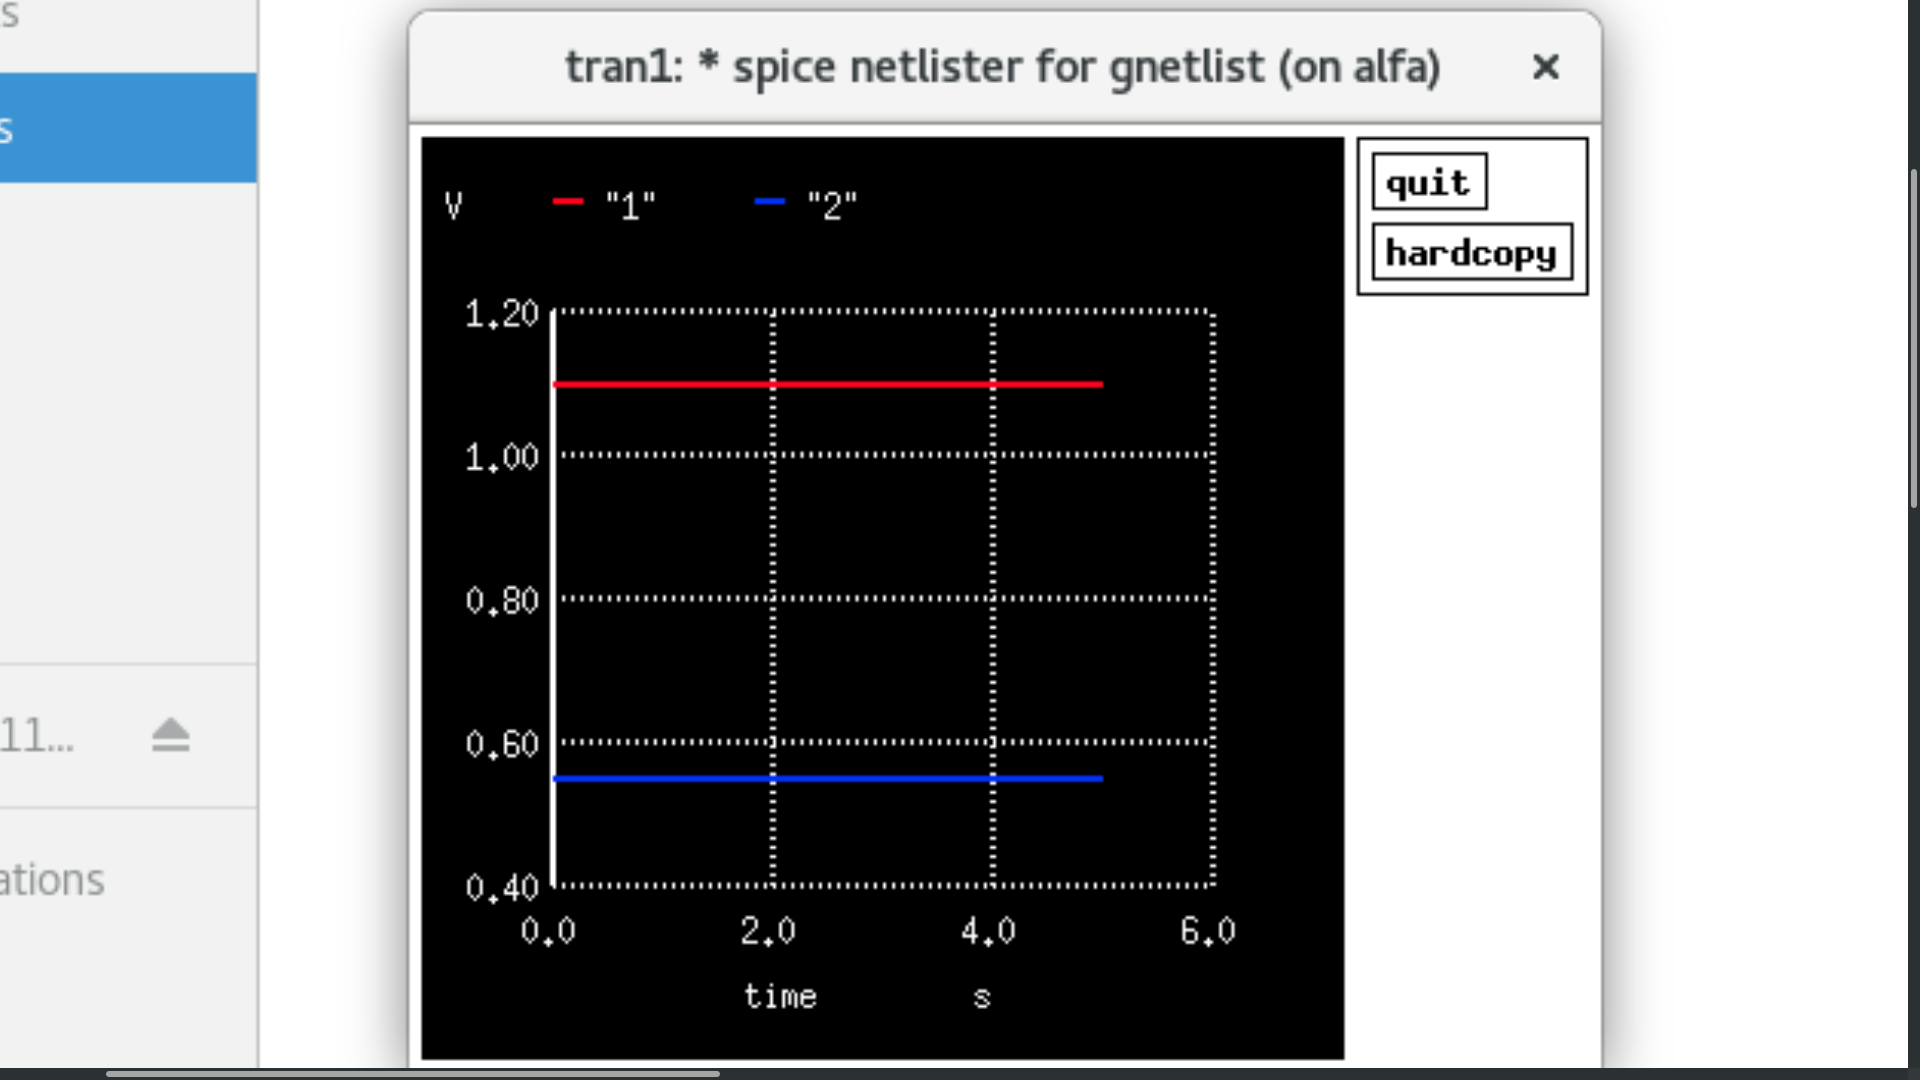 s
tran1: * spice netlister for gnetlist (on alfa)
s
quit
hardcopy
V "1" "2"
1.20
1.00
0.80
0.60
0.40
0.0 2.0 4.0 6.0
time s
11...
ations